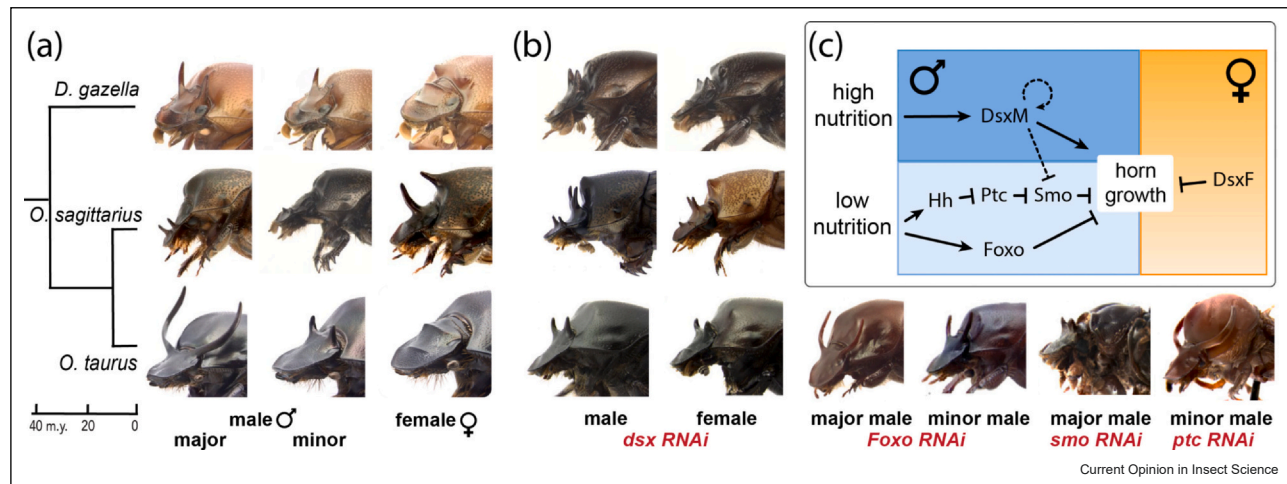 (a)
D. gazella
O. sagittarius
O. taurus
40 m.y. 20 0
male ♂
major minor
female ♀
(b)
male female
dsx RNAi
(c)
♂ ♀
high
nutrition
DsxM
low
nutrition
Hh Ptc Smo
Foxo
horn
growth
DsxF
major male minor male major male minor male
Foxo RNAi smo RNAi ptc RNAi
Current Opinion in Insect Science